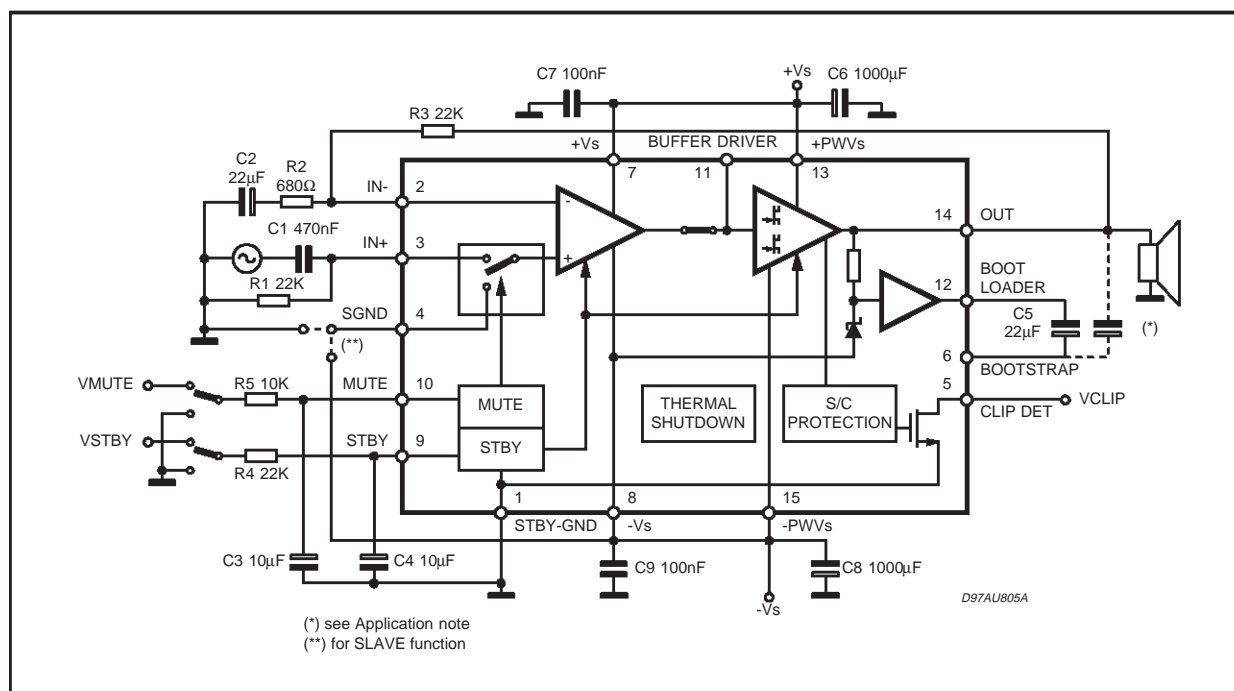 +Vs
C7 100nF
C6 1000µF
R3 22K
+Vs
BUFFER DRIVER
+PWVs
C2
22µF
R2
680Ω
IN-
2
7
11
13
-
14
OUT
C1 470nF
IN+
3
+
R1 22K
BOOT
LOADER
12
SGND
4
C5
22µF
(*)
(**)
6
BOOTSTRAP
VMUTE
R5 10K
MUTE
10
MUTE
THERMAL
SHUTDOWN
S/C
PROTECTION
5
VCLIP
CLIP DET
VSTBY
STBY
9
STBY
R4 22K
1
8
15
STBY-GND
-Vs
-PWVs
C3 10µF
C4 10µF
C9 100nF
C8 1000µF
-Vs
D97AU805A
(*) see Application note
(**) for SLAVE function